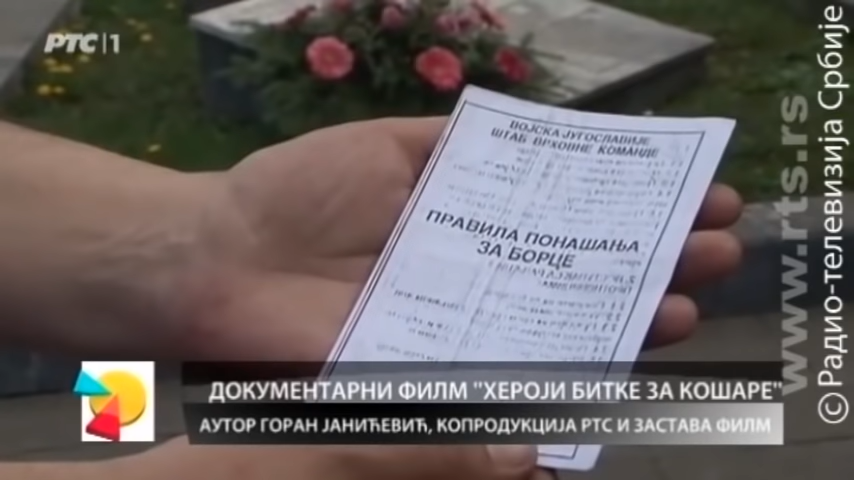 РТС|1
ВОЈСКА ЈУГОСЛАВИЈЕ
ШТАБ ВРХОВНЕ КОМАНДЕ
ПРАВИЛА ПОНАШАЊА
ЗА БОРЦЕ
ДОКУМЕНТАРНИ ФИЛМ "ХЕРОЈИ БИТКЕ ЗА КОШАРЕ"
АУТОР ГОРАН ЈАНИЋЕВИЋ, КОПРОДУКЦИЈА РТС И ЗАСТАВА ФИЛМ
www.rts.rs
© Радио-телевизија Србије